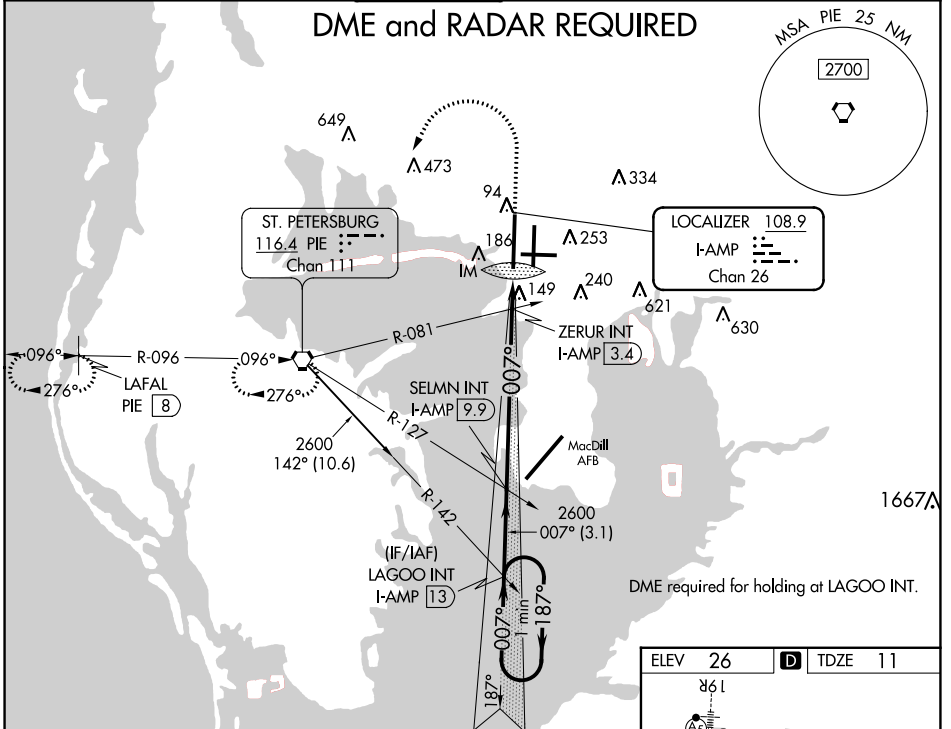 DME and RADAR REQUIRED
MSA PIE 25 NM
2700
649
473
334
94
ST. PETERSBURG
116.4 PIE
Chan 111
186
253
LOCALIZER 108.9
I-AMP
Chan 26
IM
149
240
621
630
R-081
ZERUR INT
I-AMP 3.4
096°
R-096
096°
276°
LAFAL
PIE 8
276°
007°
SELMN INT
I-AMP 9.9
R-127
2600
142° (10.6)
MacDill
AFB
R-142
1667
2600
007° (3.1)
(IF/IAF)
LAGOO INT
I-AMP 13
DME required for holding at LAGOO INT.
007°
1 min
187°
187°
ELEV 26 D TDZE 11
19R